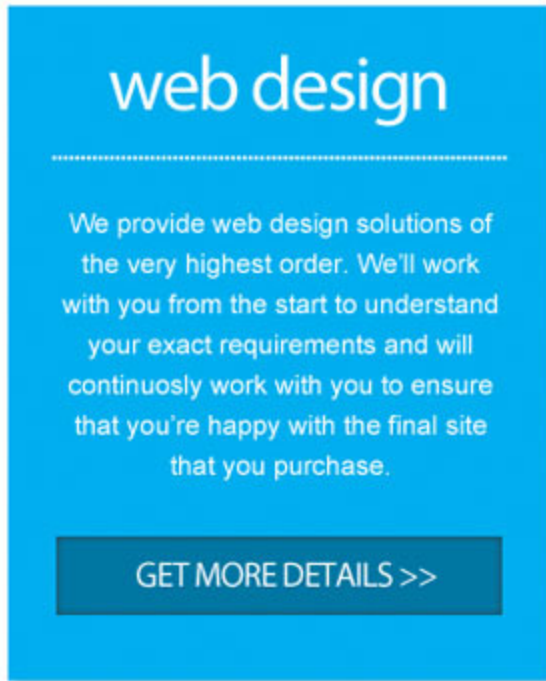 web design
We provide web design solutions of
the very highest order. We'll work
with you from the start to understand
your exact requirements and will
continuosly work with you to ensure
that you're happy with the final site
that you purchase.
GET MORE DETAILS >>